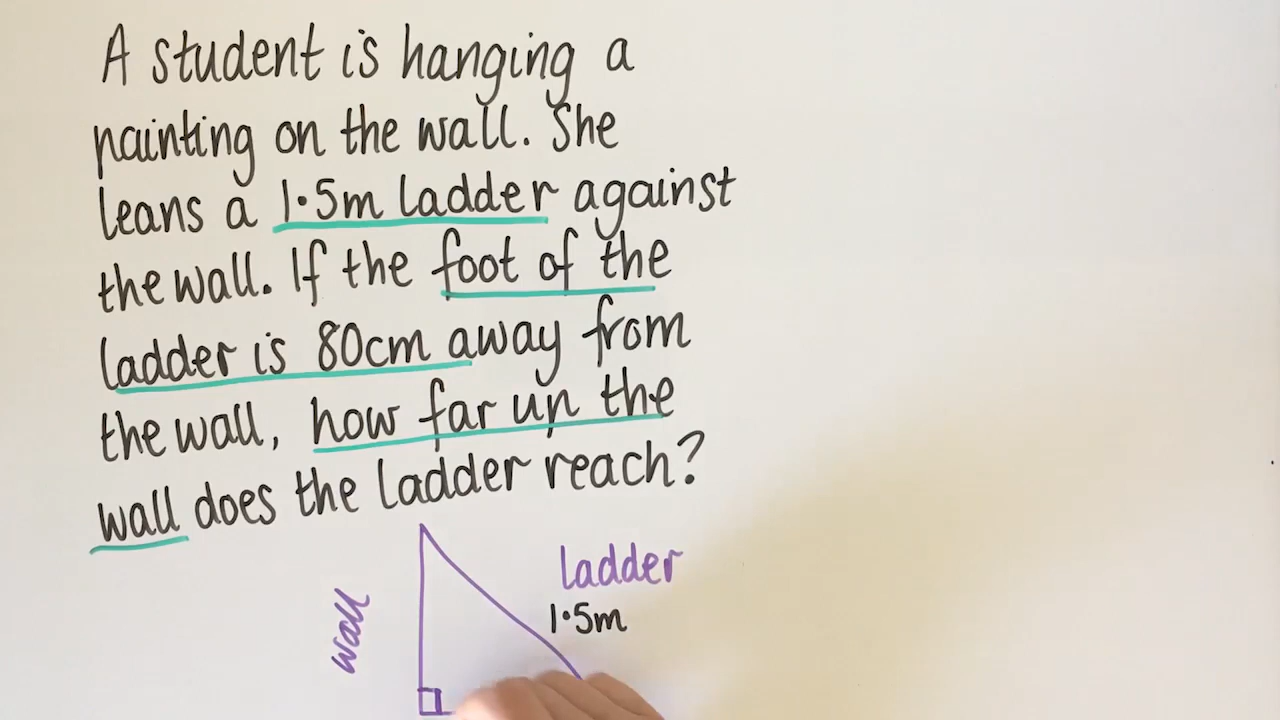 A student is hanging a
painting on the wall. She
leans a 1.5m ladder against
the wall. If the foot of the
ladder is 80cm away from
the wall, how far up the
wall does the ladder reach?
ladder
1.5m
wall